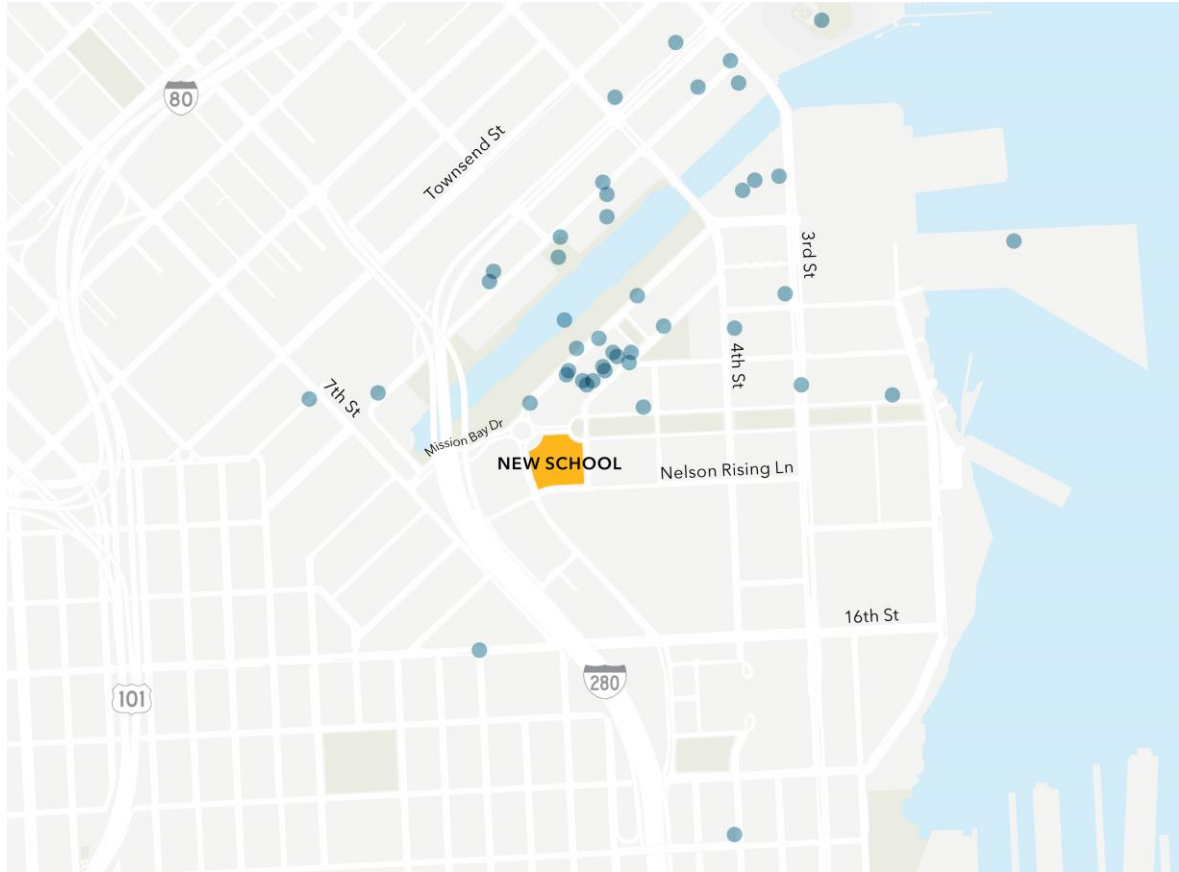 80
Townsend St
3rd St
4th St
7th St
Mission Bay Dr
NEW SCHOOL
Nelson Rising Ln
16th St
280
101